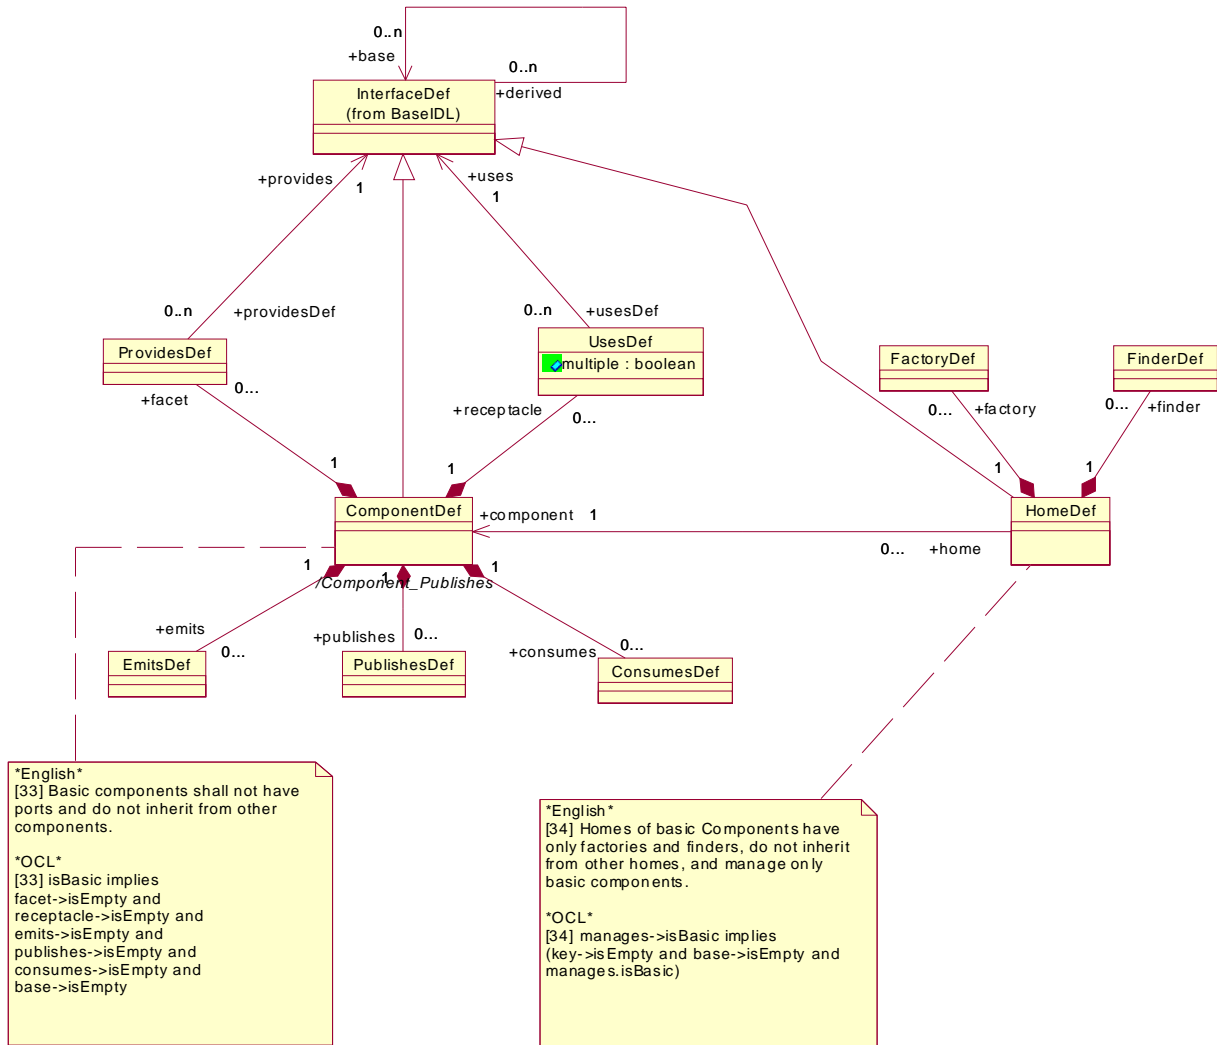 0..n
+base
0..n
+derived
InterfaceDef
(from BaseIDL)
+provides
1
+uses
1
0..n
+providesDef
0..n
+usesDef
ProvidesDef
UsesDef
multiple : boolean
FactoryDef
FinderDef
0...
+facet
+receptacle
0...
0...
+factory
0...
+finder
1
1
1
1
ComponentDef
+component
1
HomeDef
0...
+home
1
1
1
/Component_Publishes
+emits
0...
+publishes
0...
+consumes
0...
EmitsDef
PublishesDef
ConsumesDef
*English*
[33] Basic components shall not have
ports and do not inherit from other
components.
*OCL*
[33] isBasic implies
facet->isEmpty and
receptacle->isEmpty and
emits->isEmpty and
publishes->isEmpty and
consumes->isEmpty and
base->isEmpty
*English*
[34] Homes of basic Components have
only factories and finders, do not inherit
from other homes, and manage only
basic components.
*OCL*
[34] manages->isBasic implies
(key->isEmpty and base->isEmpty and
manages.isBasic)